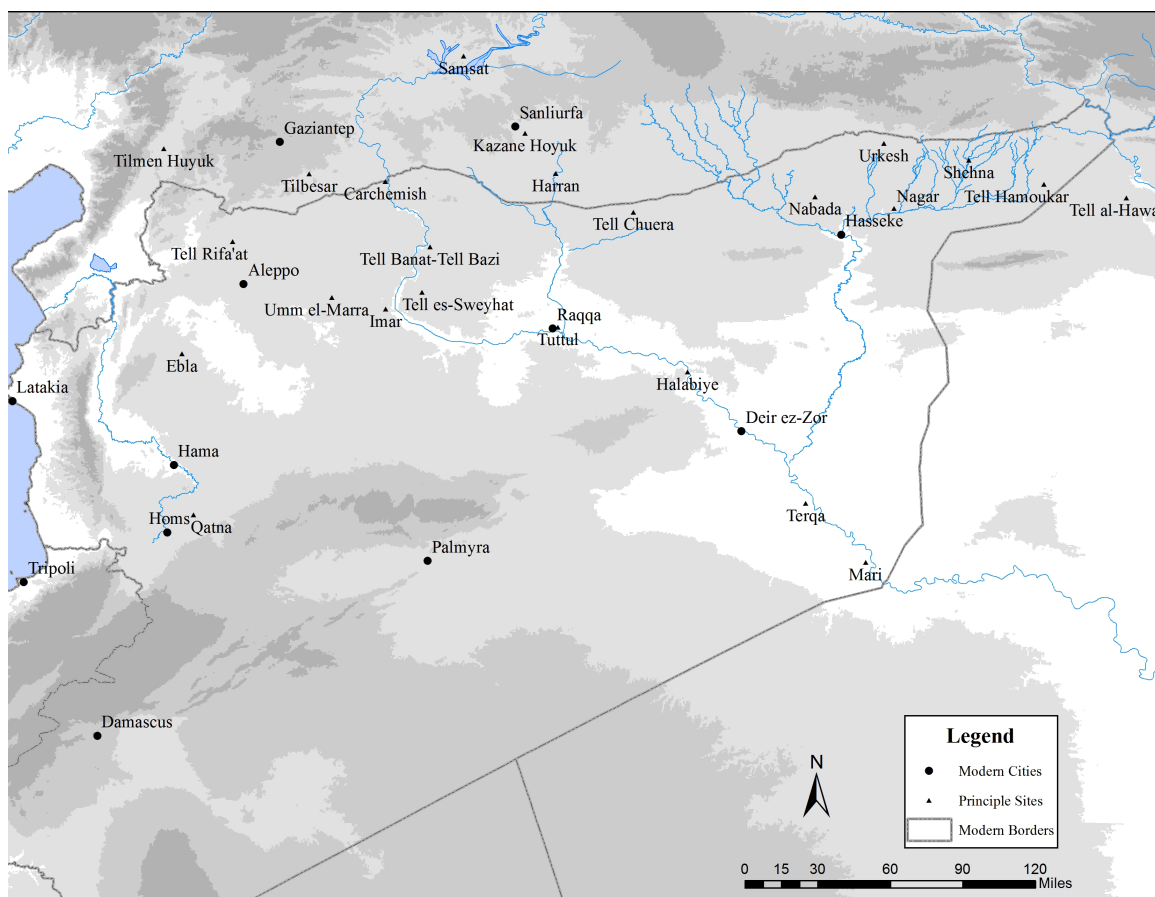 Samsat
Sanliurfa
Gaziantep
Kazane Hoyuk
Tilmen Huyuk
Urkesh
Shehna
Tilbesar
Harran
Carchemish
Nabada
Nagar
Tell Hamoukar
Tell al-Hawa
Tell Chuera
Hasseke
Tell Rifa'at
Tell Banat-Tell Bazi
Aleppo
Umm el-Marra
Tell es-Sweyhat
Imar
Raqqa
Tuttul
Ebla
Halabiye
Latakia
Deir ez-Zor
Hama
Terqa
Homs
Qatna
Palmyra
Tripoli
Mari
Damascus
Legend
Modern Cities
Principle Sites
Modern Borders
N
0 15 30 60 90 120
Miles